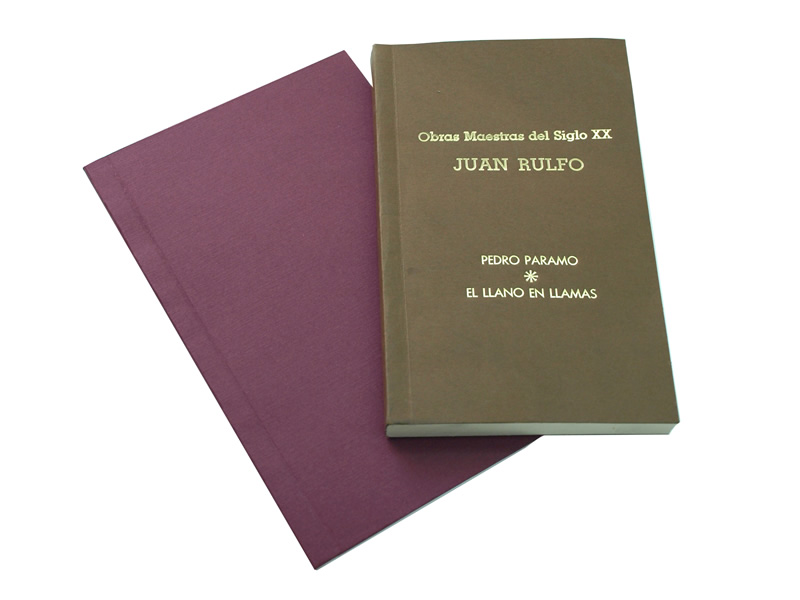 Obras Maestras del Siglo XX
JUAN RULFO
PEDRO PARAMO
EL LLANO EN LLAMAS